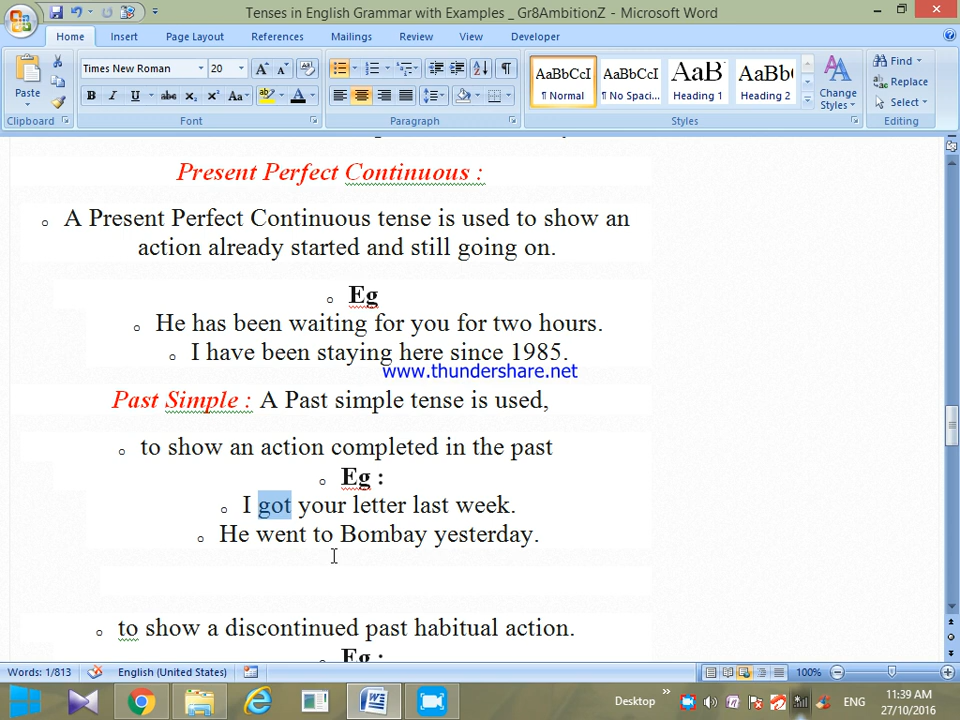 Tenses in English Grammar with Examples _ Gr8AmbitionZ - Microsoft Word
Home Insert Page Layout References Mailings Review View Developer
Paste
Times New Roman 20
AaBbCcI AaBbCcI AaB AaBb(
¶ Normal ¶ No Spaci... Heading 1 Heading 2
Change Styles
Find
Replace
Select
Clipboard Font Paragraph Styles Editing
Present Perfect Continuous :
A Present Perfect Continuous tense is used to show an
action already started and still going on.
Eg
He has been waiting for you for two hours.
I have been staying here since 1985.
www.thundershare.net
Past Simple : A Past simple tense is used,
to show an action completed in the past
Eg :
I got your letter last week.
He went to Bombay yesterday.
to show a discontinued past habitual action.
Eg :
Words: 1/813 English (United States) 100%
Desktop » ENG 11:39 AM
27/10/2016